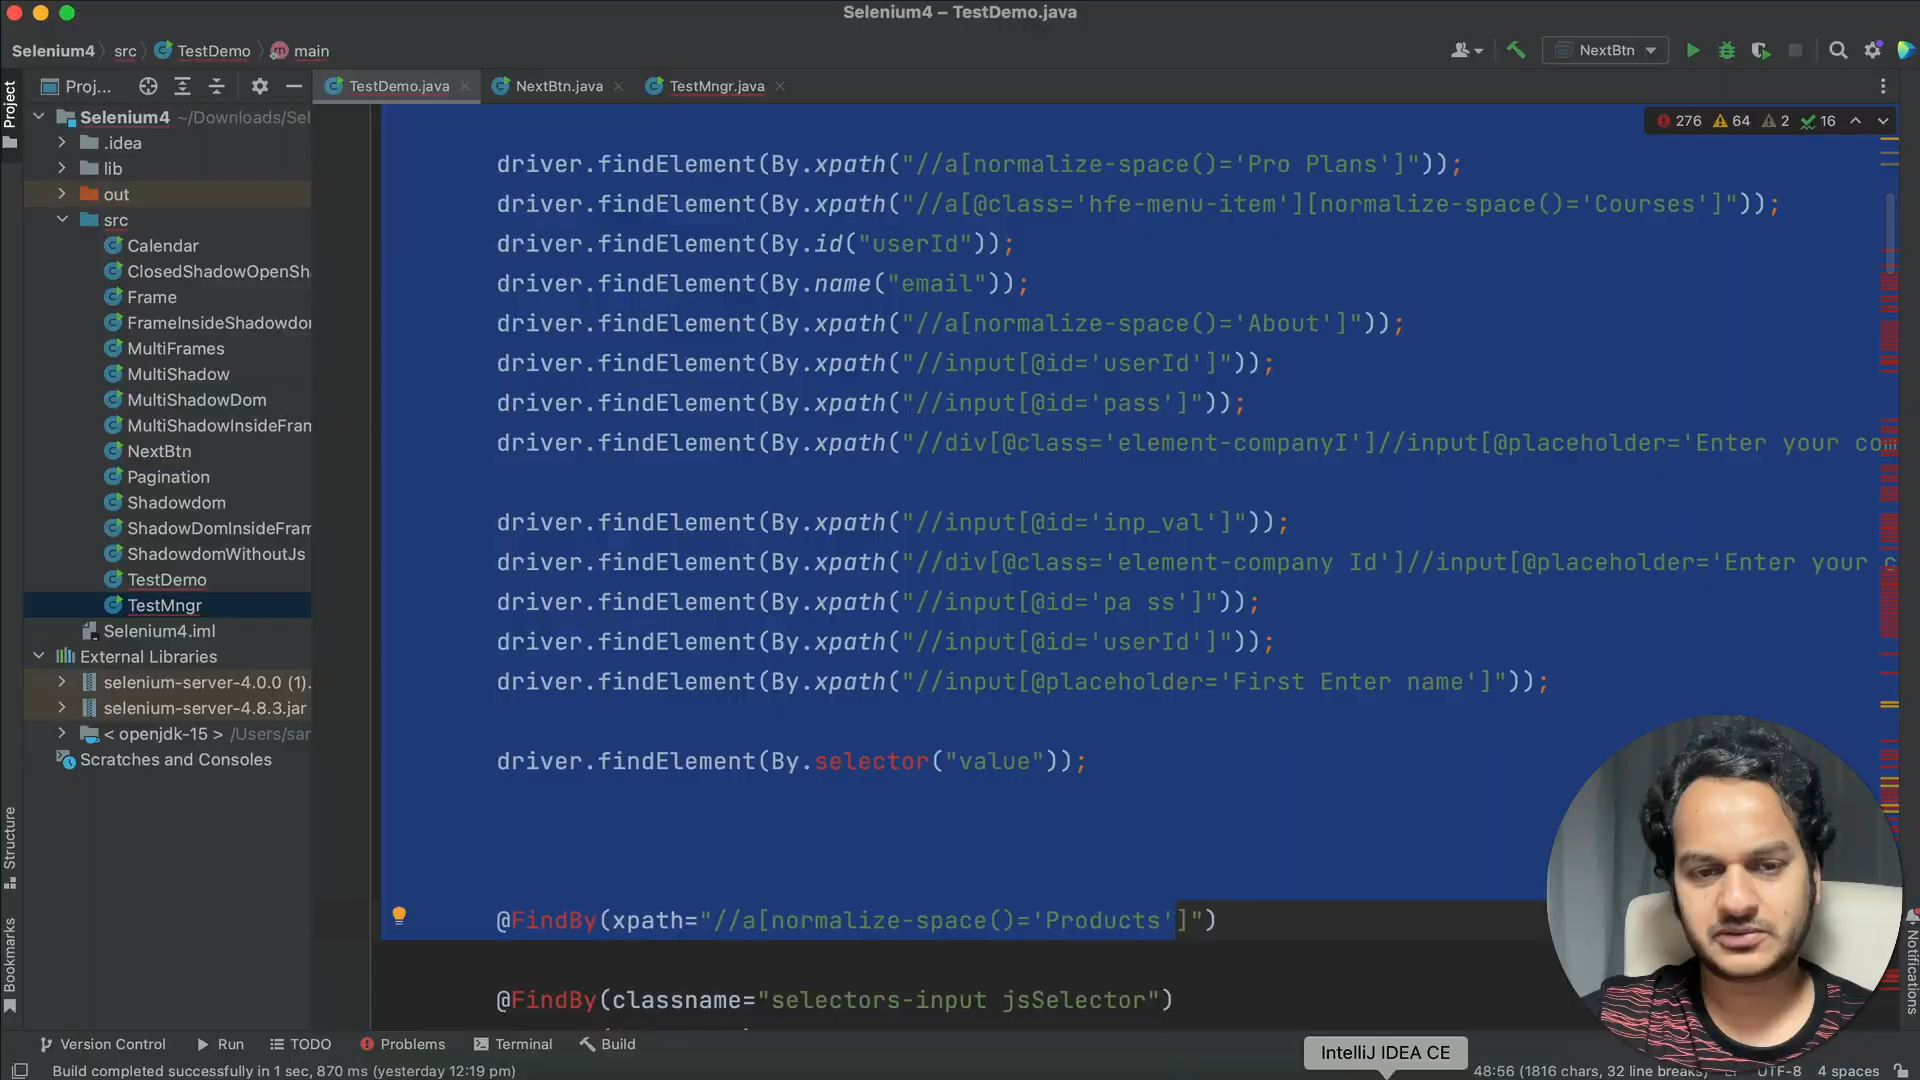 Selenium4 – TestDemo.java
Selenium4 src TestDemo main
NextBtn
Project
Proj...
TestDemo.java NextBtn.java TestMngr.java
Selenium4 ~/Downloads/Sel
.idea
lib
out
src
Calendar
ClosedShadowOpenSh
Frame
FrameInsideShadowdo
MultiFrames
MultiShadow
MultiShadowDom
MultiShadowInsideFram
NextBtn
Pagination
Shadowdom
ShadowDomInsideFram
ShadowdomWithoutJs
TestDemo
TestMngr
Selenium4.iml
External Libraries
selenium-server-4.0.0 (1).
selenium-server-4.8.3.jar
< openjdk-15 > /Users/sar
Scratches and Consoles
276 64 2 16
driver.findElement(By.xpath("//a[normalize-space()='Pro Plans']"));
driver.findElement(By.xpath("//a[@class='hfe-menu-item'][normalize-space()='Courses']"));
driver.findElement(By.id("userId"));
driver.findElement(By.name("email"));
driver.findElement(By.xpath("//a[normalize-space()='About']"));
driver.findElement(By.xpath("//input[@id='userId']"));
driver.findElement(By.xpath("//input[@id='pass']"));
driver.findElement(By.xpath("//div[@class='element-companyI']//input[@placeholder='Enter your com
driver.findElement(By.xpath("//input[@id='inp_val']"));
driver.findElement(By.xpath("//div[@class='element-company Id']//input[@placeholder='Enter your c
driver.findElement(By.xpath("//input[@id='pa ss']"));
driver.findElement(By.xpath("//input[@id='userId']"));
driver.findElement(By.xpath("//input[@placeholder='First Enter name']"));
driver.findElement(By.selector("value"));
@FindBy(xpath="//a[normalize-space()='Products']")
@FindBy(classname="selectors-input jsSelector")
Structure
Bookmarks
Notifications
Version Control Run TODO Problems Terminal Build
IntelliJ IDEA CE
Build completed successfully in 1 sec, 870 ms (yesterday 12:19 pm)
48:56 (1816 chars, 32 line breaks) UTF-8 4 spaces